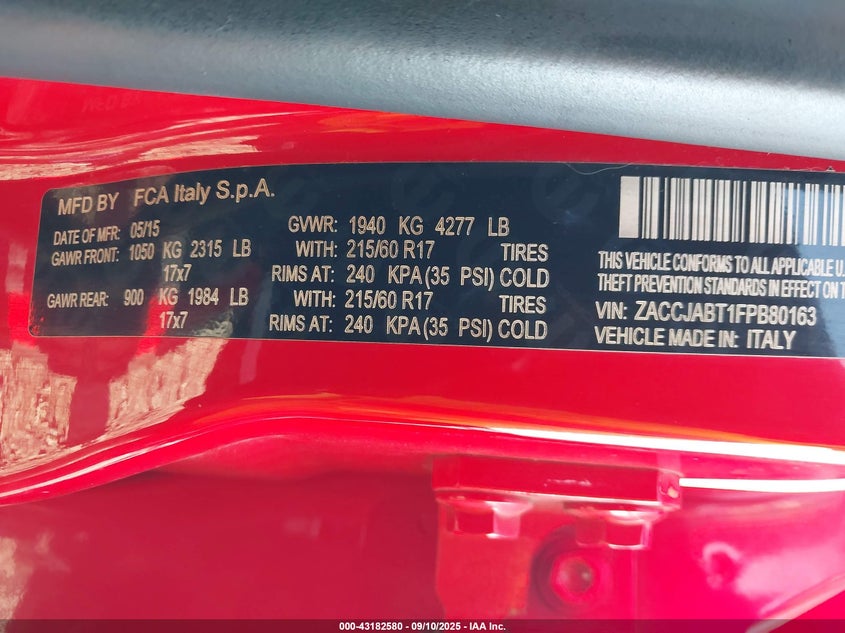 MFD BY FCA Italy S.p.A.
DATE OF MFR: 05/15
GAWR FRONT: 1050 KG 2315 LB
17x7
GAWR REAR: 900 KG 1984 LB
17x7
GVWR: 1940 KG 4277 LB
WITH: 215/60 R17 TIRES
RIMS AT: 240 KPA(35 PSI) COLD
WITH: 215/60 R17 TIRES
RIMS AT: 240 KPA(35 PSI) COLD
THIS VEHICLE CONFORMS TO ALL APPLICABLE U.
THEFT PREVENTION STANDARDS IN EFFECT ON
VIN: ZACCJABT1FPB80163
VEHICLE MADE IN: ITALY
000-43182580 - 09/10/2025 - IAA Inc.